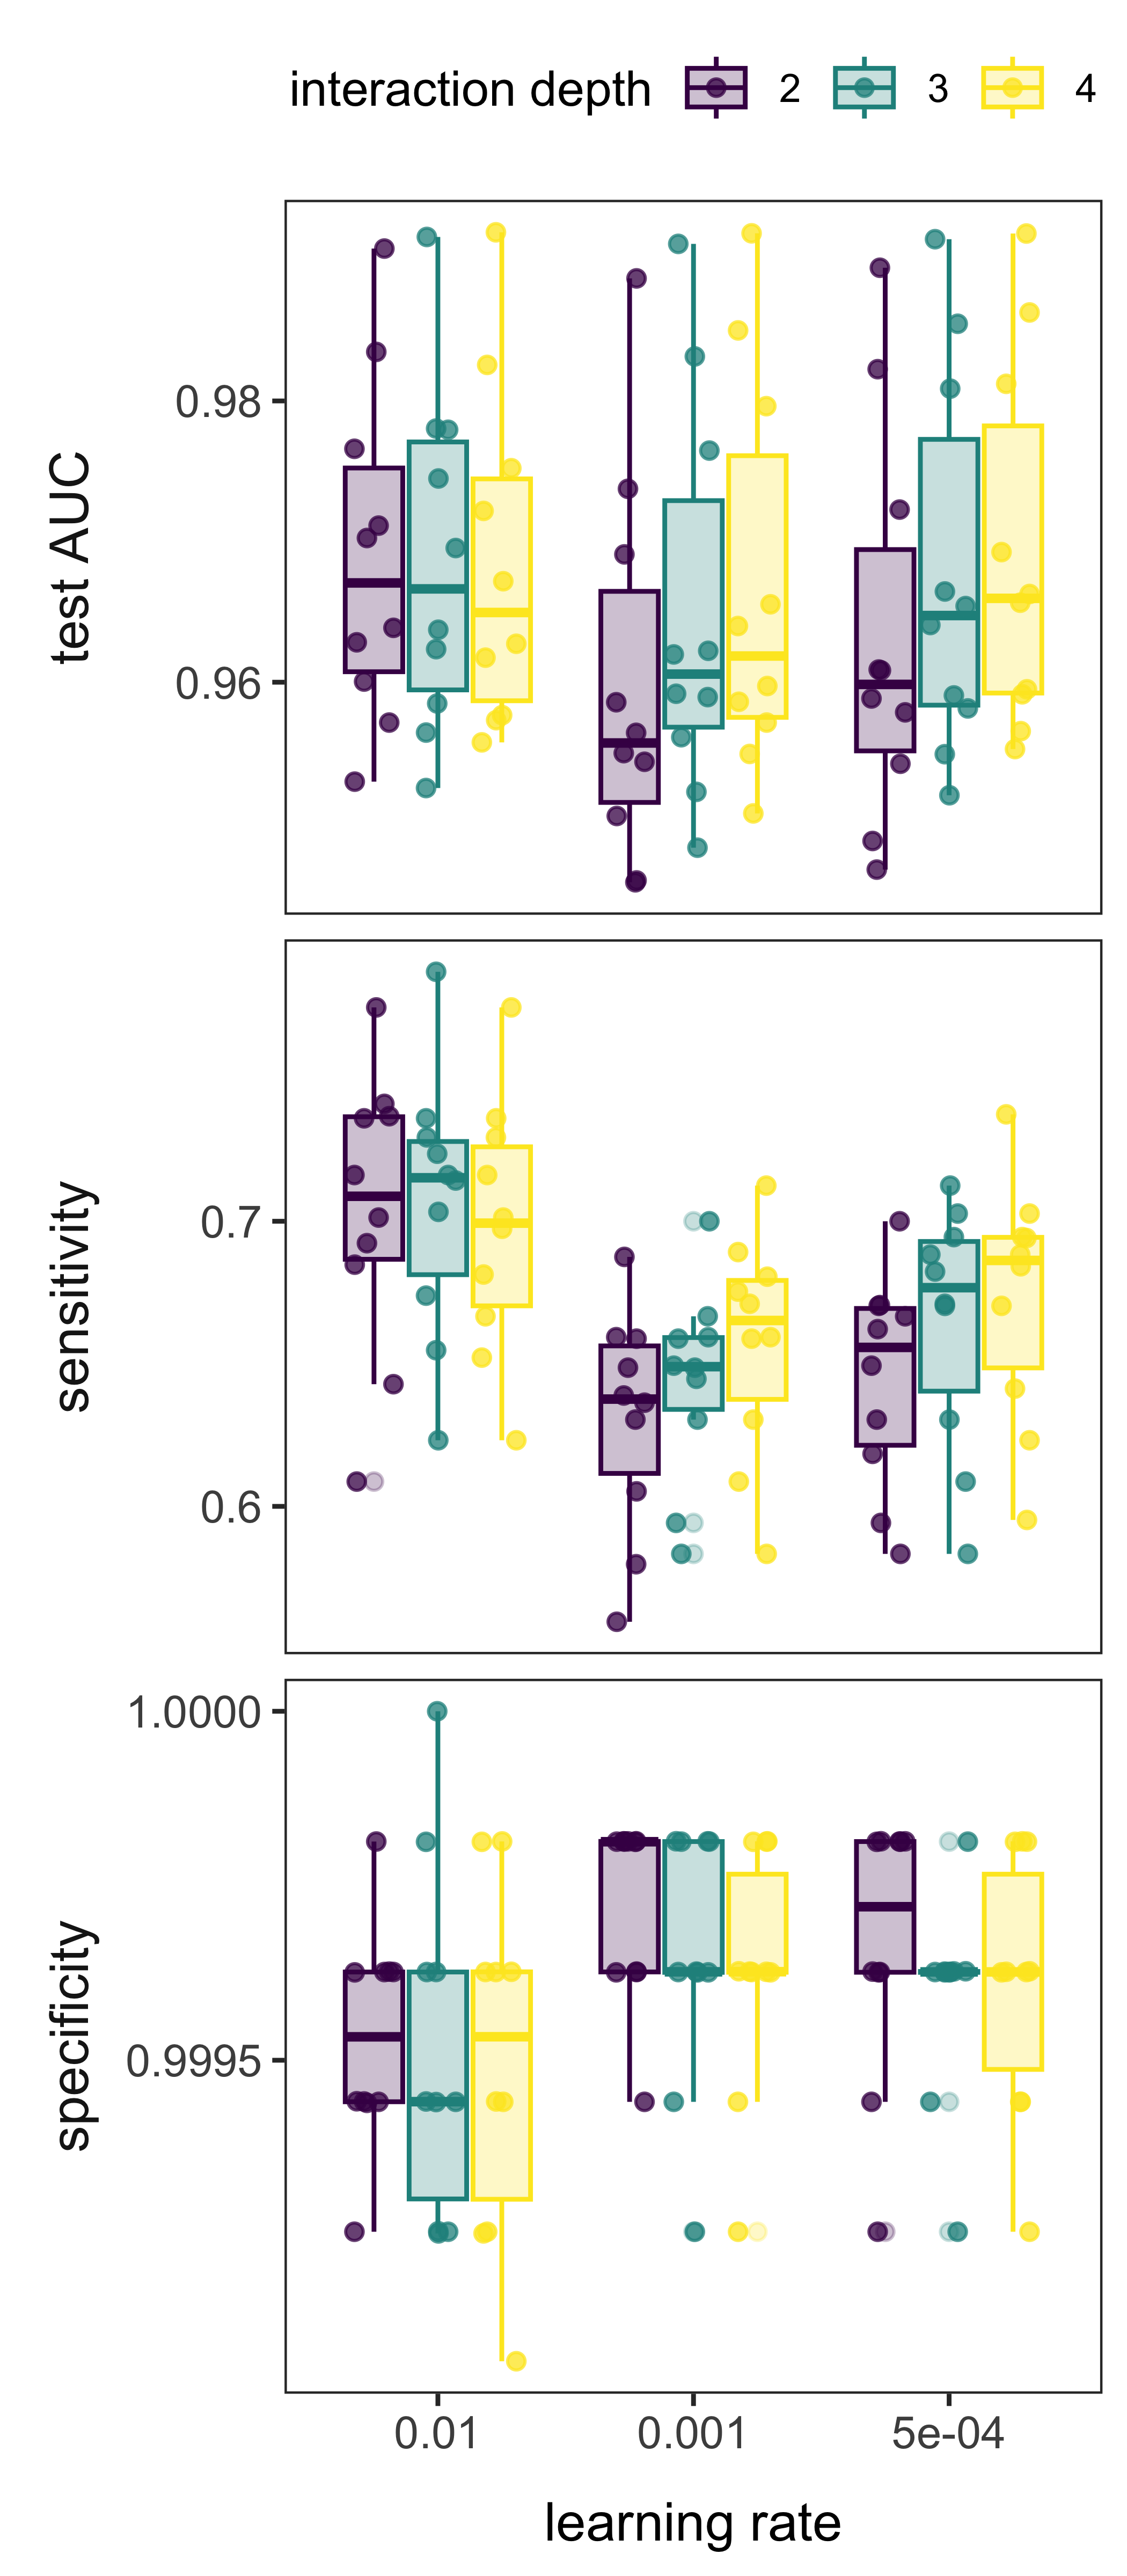 interaction depth 2 3 4
test AUC
0.98
0.96
sensitivity
0.7
0.6
specificity
1.0000
0.9995
0.01 0.001 5e-04
learning rate